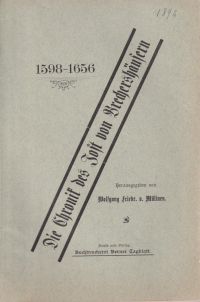 1896
1598–1656
Die Chronik des Jost von Brechershäusern
Herausgegeben von
Wolfgang Friedr. v. Mülinen.
Druck und Verlag
Buchdruckerei Berner Tagblatt.